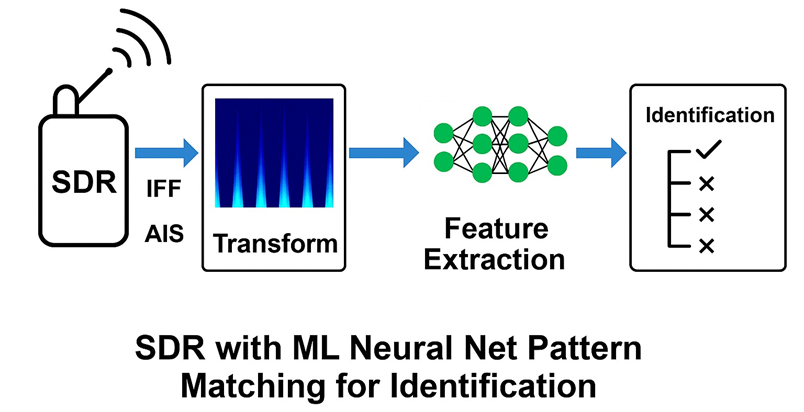 SDR
IFF
AIS
Transform
Feature
Extraction
Identification
SDR with ML Neural Net Pattern
Matching for Identification